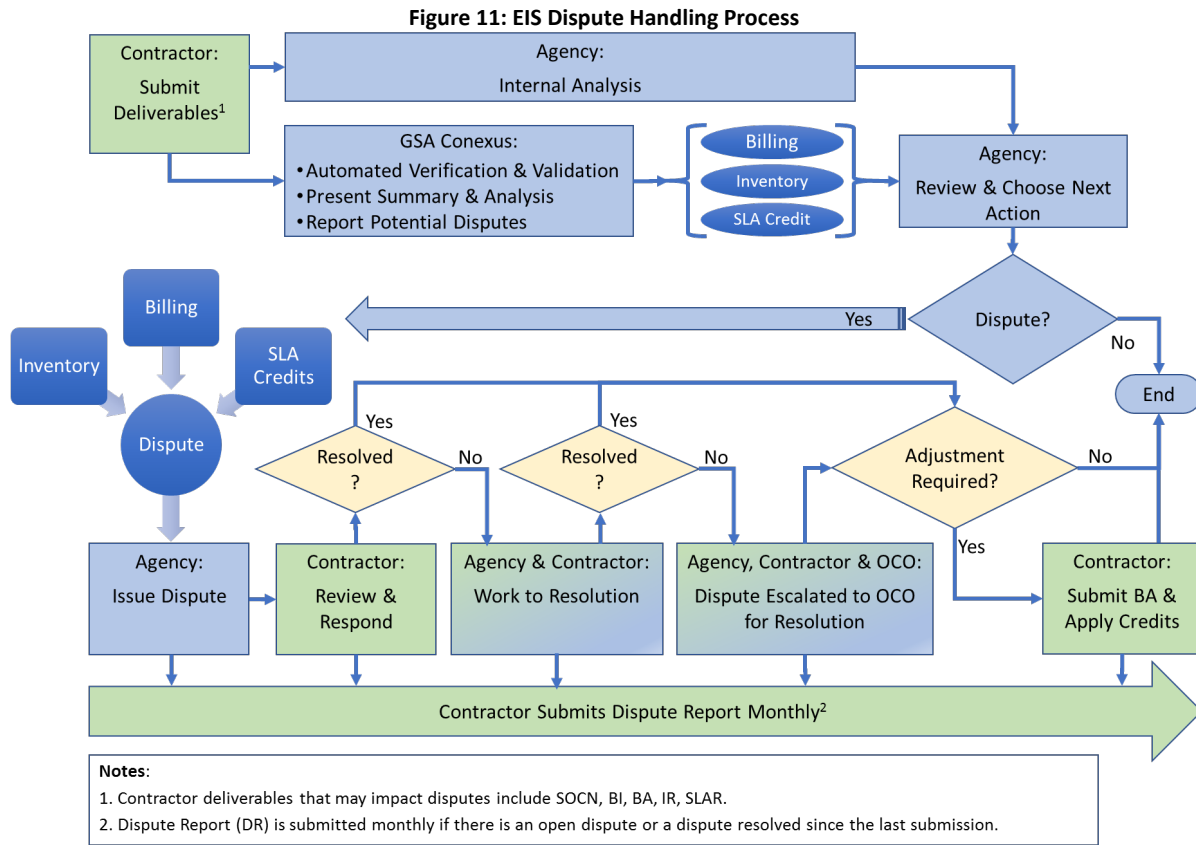 Figure 11: EIS Dispute Handling Process
Contractor:
Submit
Deliverables1
Agency:
Internal Analysis
GSA Conexus:
•Automated Verification & Validation
•Present Summary & Analysis
•Report Potential Disputes
Billing
Inventory
SLA Credit
Agency:
Review & Choose Next
Action
Dispute?
Yes
No
End
Billing
Inventory
SLA
Credits
Dispute
Resolved
?
Yes
No
Resolved
?
Yes
No
Adjustment
Required?
No
Yes
Agency:
Issue Dispute
Contractor:
Review &
Respond
Agency & Contractor:
Work to Resolution
Agency, Contractor & OCO:
Dispute Escalated to OCO
for Resolution
Contractor:
Submit BA &
Apply Credits
Contractor Submits Dispute Report Monthly2
Notes:
1. Contractor deliverables that may impact disputes include SOCN, BI, BA, IR, SLAR.
2. Dispute Report (DR) is submitted monthly if there is an open dispute or a dispute resolved since the last submission.